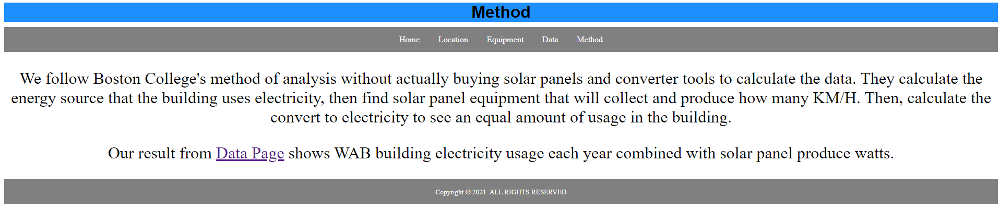 Method
Home Location Equipment Data Method
We follow Boston College's method of analysis without actually buying solar panels and converter tools to calculate the data. They calculate the
energy source that the building uses electricity, then find solar panel equipment that will collect and produce how many KM/H. Then, calculate the
convert to electricity to see an equal amount of usage in the building.
Our result from Data Page shows WAB building electricity usage each year combined with solar panel produce watts.
Copyright © 2021. ALL RIGHTS RESERVED